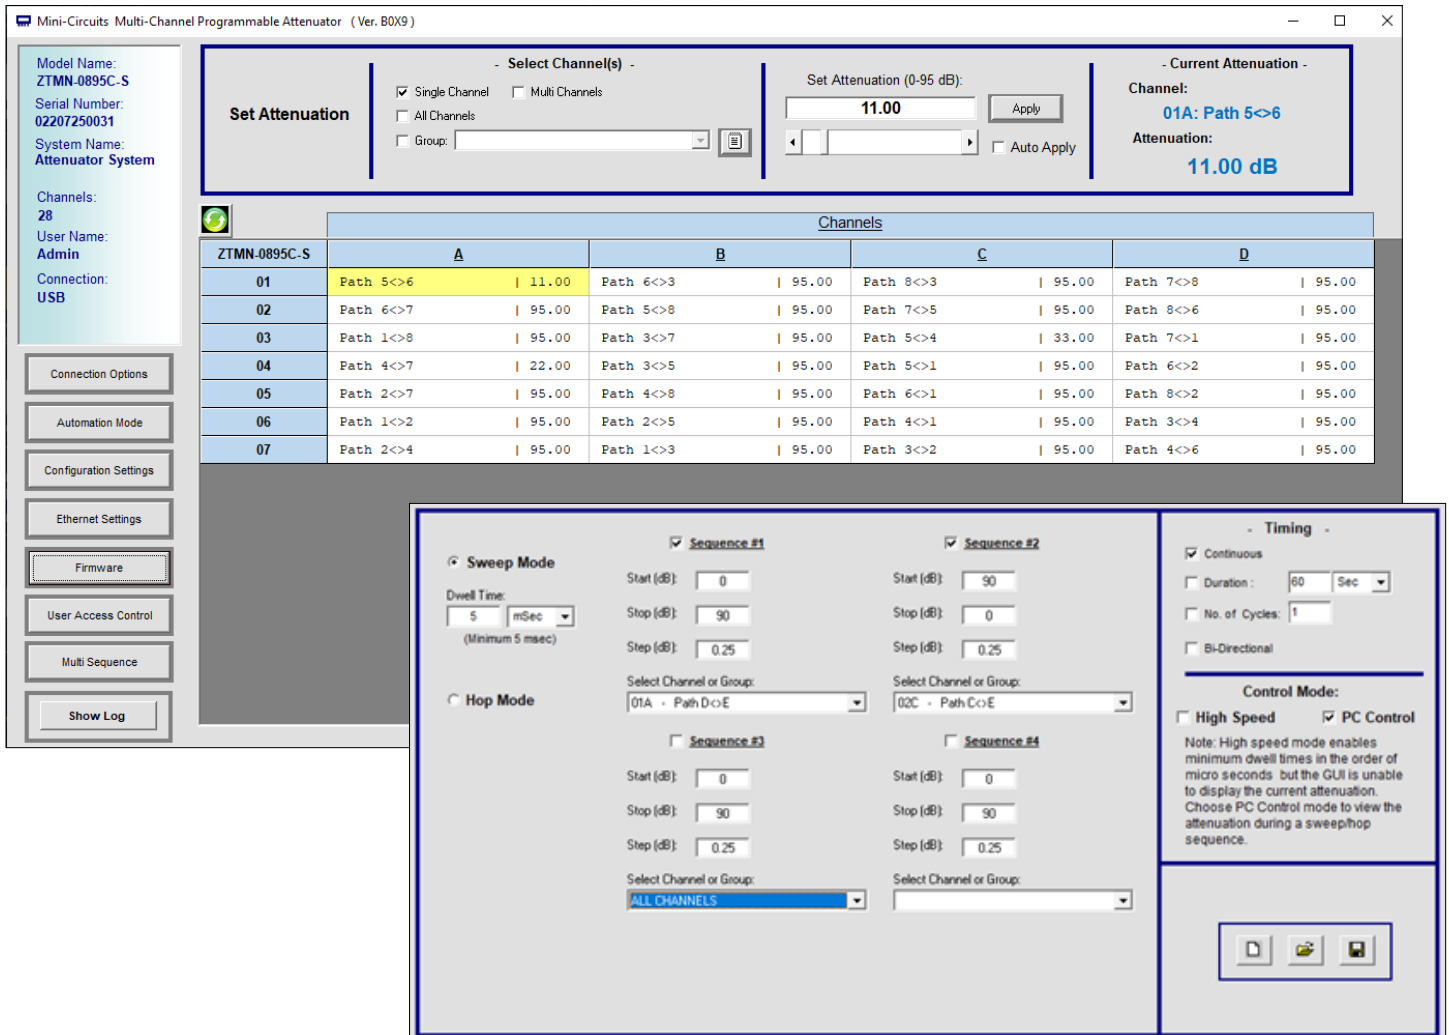 Mini-Circuits  Multi-Channel Programmable Attenuator   ( Ver. B0X9 )
Model Name:
ZTMN-0895C-S
Serial Number:
02207250031
System Name:
Attenuator System
Channels:
28
User Name:
Admin
Connection:
USB
Connection Options
Automation Mode
Configuration Settings
Ethernet Settings
Firmware
User Access Control
Multi Sequence
Show Log
Set Attenuation
- Select Channel(s) -
Single Channel Multi Channels
All Channels
Group:
Set Attenuation (0-95 dB):
11.00 Apply
Auto Apply
- Current Attenuation -
Channel:
01A: Path 5<>6
Attenuation:
11.00 dB
Channels
ZTMN-0895C-S A B C D
01 Path 5<>6 | 11.00 Path 6<>3 | 95.00 Path 8<>3 | 95.00 Path 7<>8 | 95.00
02 Path 6<>7 | 95.00 Path 5<>8 | 95.00 Path 7<>5 | 95.00 Path 8<>6 | 95.00
03 Path 1<>8 | 95.00 Path 3<>7 | 95.00 Path 5<>4 | 33.00 Path 7<>1 | 95.00
04 Path 4<>7 | 22.00 Path 3<>5 | 95.00 Path 5<>1 | 95.00 Path 6<>2 | 95.00
05 Path 2<>7 | 95.00 Path 4<>8 | 95.00 Path 6<>1 | 95.00 Path 8<>2 | 95.00
06 Path 1<>2 | 95.00 Path 2<>5 | 95.00 Path 4<>1 | 95.00 Path 3<>4 | 95.00
07 Path 2<>4 | 95.00 Path 1<>3 | 95.00 Path 3<>2 | 95.00 Path 4<>6 | 95.00
Sweep Mode
Dwell Time:
5 mSec
(Minimum 5 msec)
Hop Mode
Sequence #1
Start (dB): 0
Stop (dB): 90
Step (dB): 0.25
Select Channel or Group:
01A - Path D<>E
Sequence #2
Start (dB): 90
Stop (dB): 0
Step (dB): 0.25
Select Channel or Group:
02C - Path C<>E
Sequence #3
Start (dB): 0
Stop (dB): 90
Step (dB): 0.25
Select Channel or Group:
ALL CHANNELS
Sequence #4
Start (dB): 0
Stop (dB): 90
Step (dB): 0.25
Select Channel or Group:
- Timing -
Continuous
Duration : 60 Sec
No. of Cycles: 1
Bi-Directional
Control Mode:
High Speed PC Control
Note: High speed mode enables
minimum dwell times in the order of
micro seconds  but the GUI is unable
to display the current attenuation.
Choose PC Control mode to view the
attenuation during a sweep/hop
sequence.